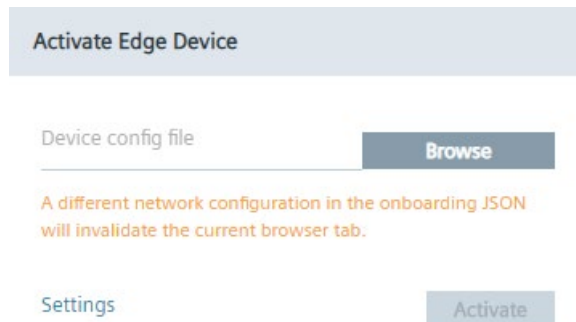 Activate Edge Device
Device config file
Browse
A different network configuration in the onboarding JSON
will invalidate the current browser tab.
Settings
Activate